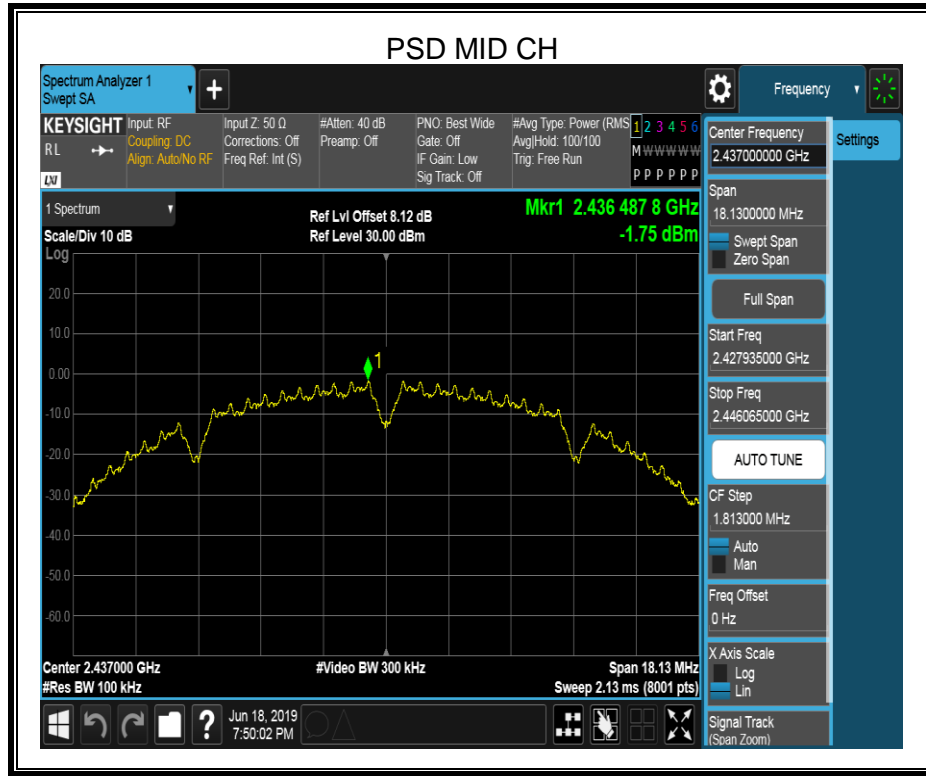 PSD MID CH
Spectrum Analyzer 1
Swept SA
+
Frequency
KEYSIGHT
RL
LXI
Input: RF
Coupling: DC
Align: Auto/No RF
Input Z: 50 Ω
Corrections: Off
Freq Ref: Int (S)
#Atten: 40 dB
Preamp: Off
PNO: Best Wide
Gate: Off
IF Gain: Low
Sig Track: Off
#Avg Type: Power (RMS
Avg|Hold: 100/100
Trig: Free Run
1 2 3 4 5 6
M W W W W W
P P P P P P
1 Spectrum
Scale/Div 10 dB
Ref Lvl Offset 8.12 dB
Ref Level 30.00 dBm
Mkr1 2.436 487 8 GHz
-1.75 dBm
Log
20.0
10.0
0.00
-10.0
-20.0
-30.0
-40.0
-50.0
-60.0
1
Center 2.437000 GHz
#Res BW 100 kHz
#Video BW 300 kHz
Span 18.13 MHz
Sweep 2.13 ms (8001 pts)
Center Frequency
2.437000000 GHz
Settings
Span
18.1300000 MHz
Swept Span
Zero Span
Full Span
Start Freq
2.427935000 GHz
Stop Freq
2.446065000 GHz
AUTO TUNE
CF Step
1.813000 MHz
Auto
Man
Freq Offset
0 Hz
X Axis Scale
Log
Lin
Signal Track
(Span Zoom)
?
Jun 18, 2019
7:50:02 PM